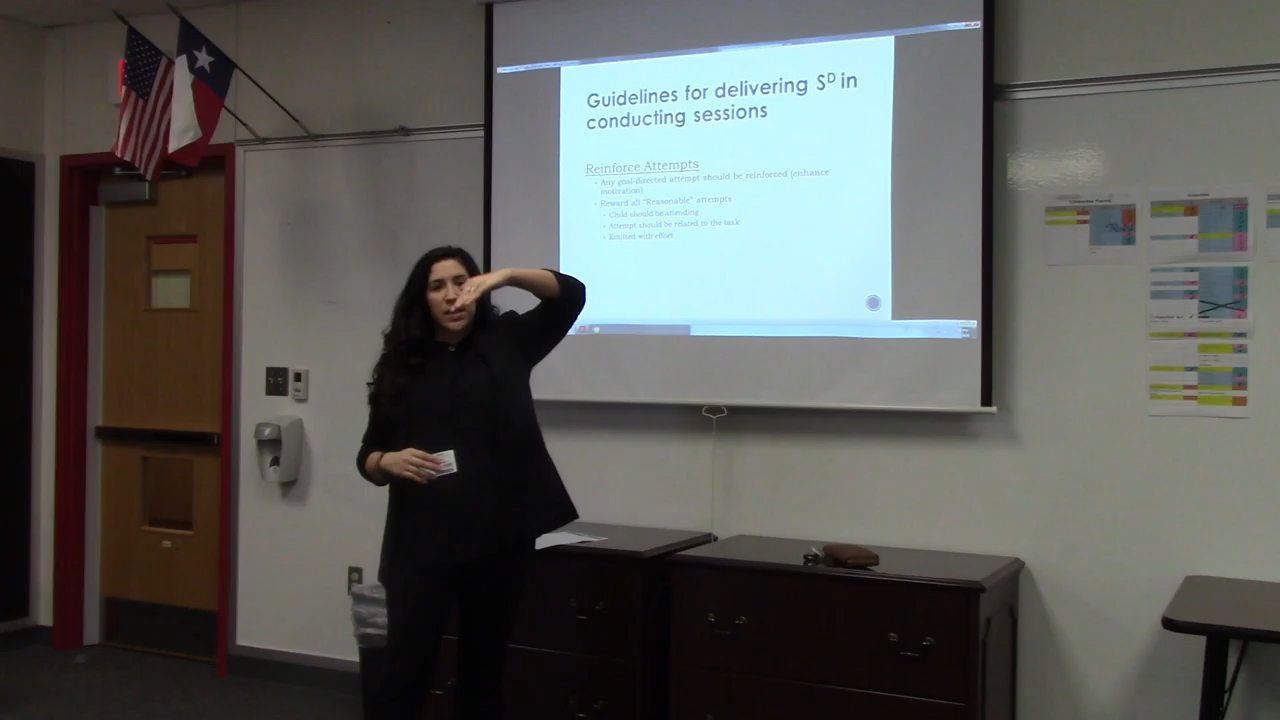 Guidelines for delivering Sᴰ in
conducting sessions
Reinforce Attempts
• Any goal-directed attempt should be reinforced (enhance
motivation)
• Reward all "Reasonable" attempts
• Child should be attending
• Attempt should be related to the task
• Emitted with effort